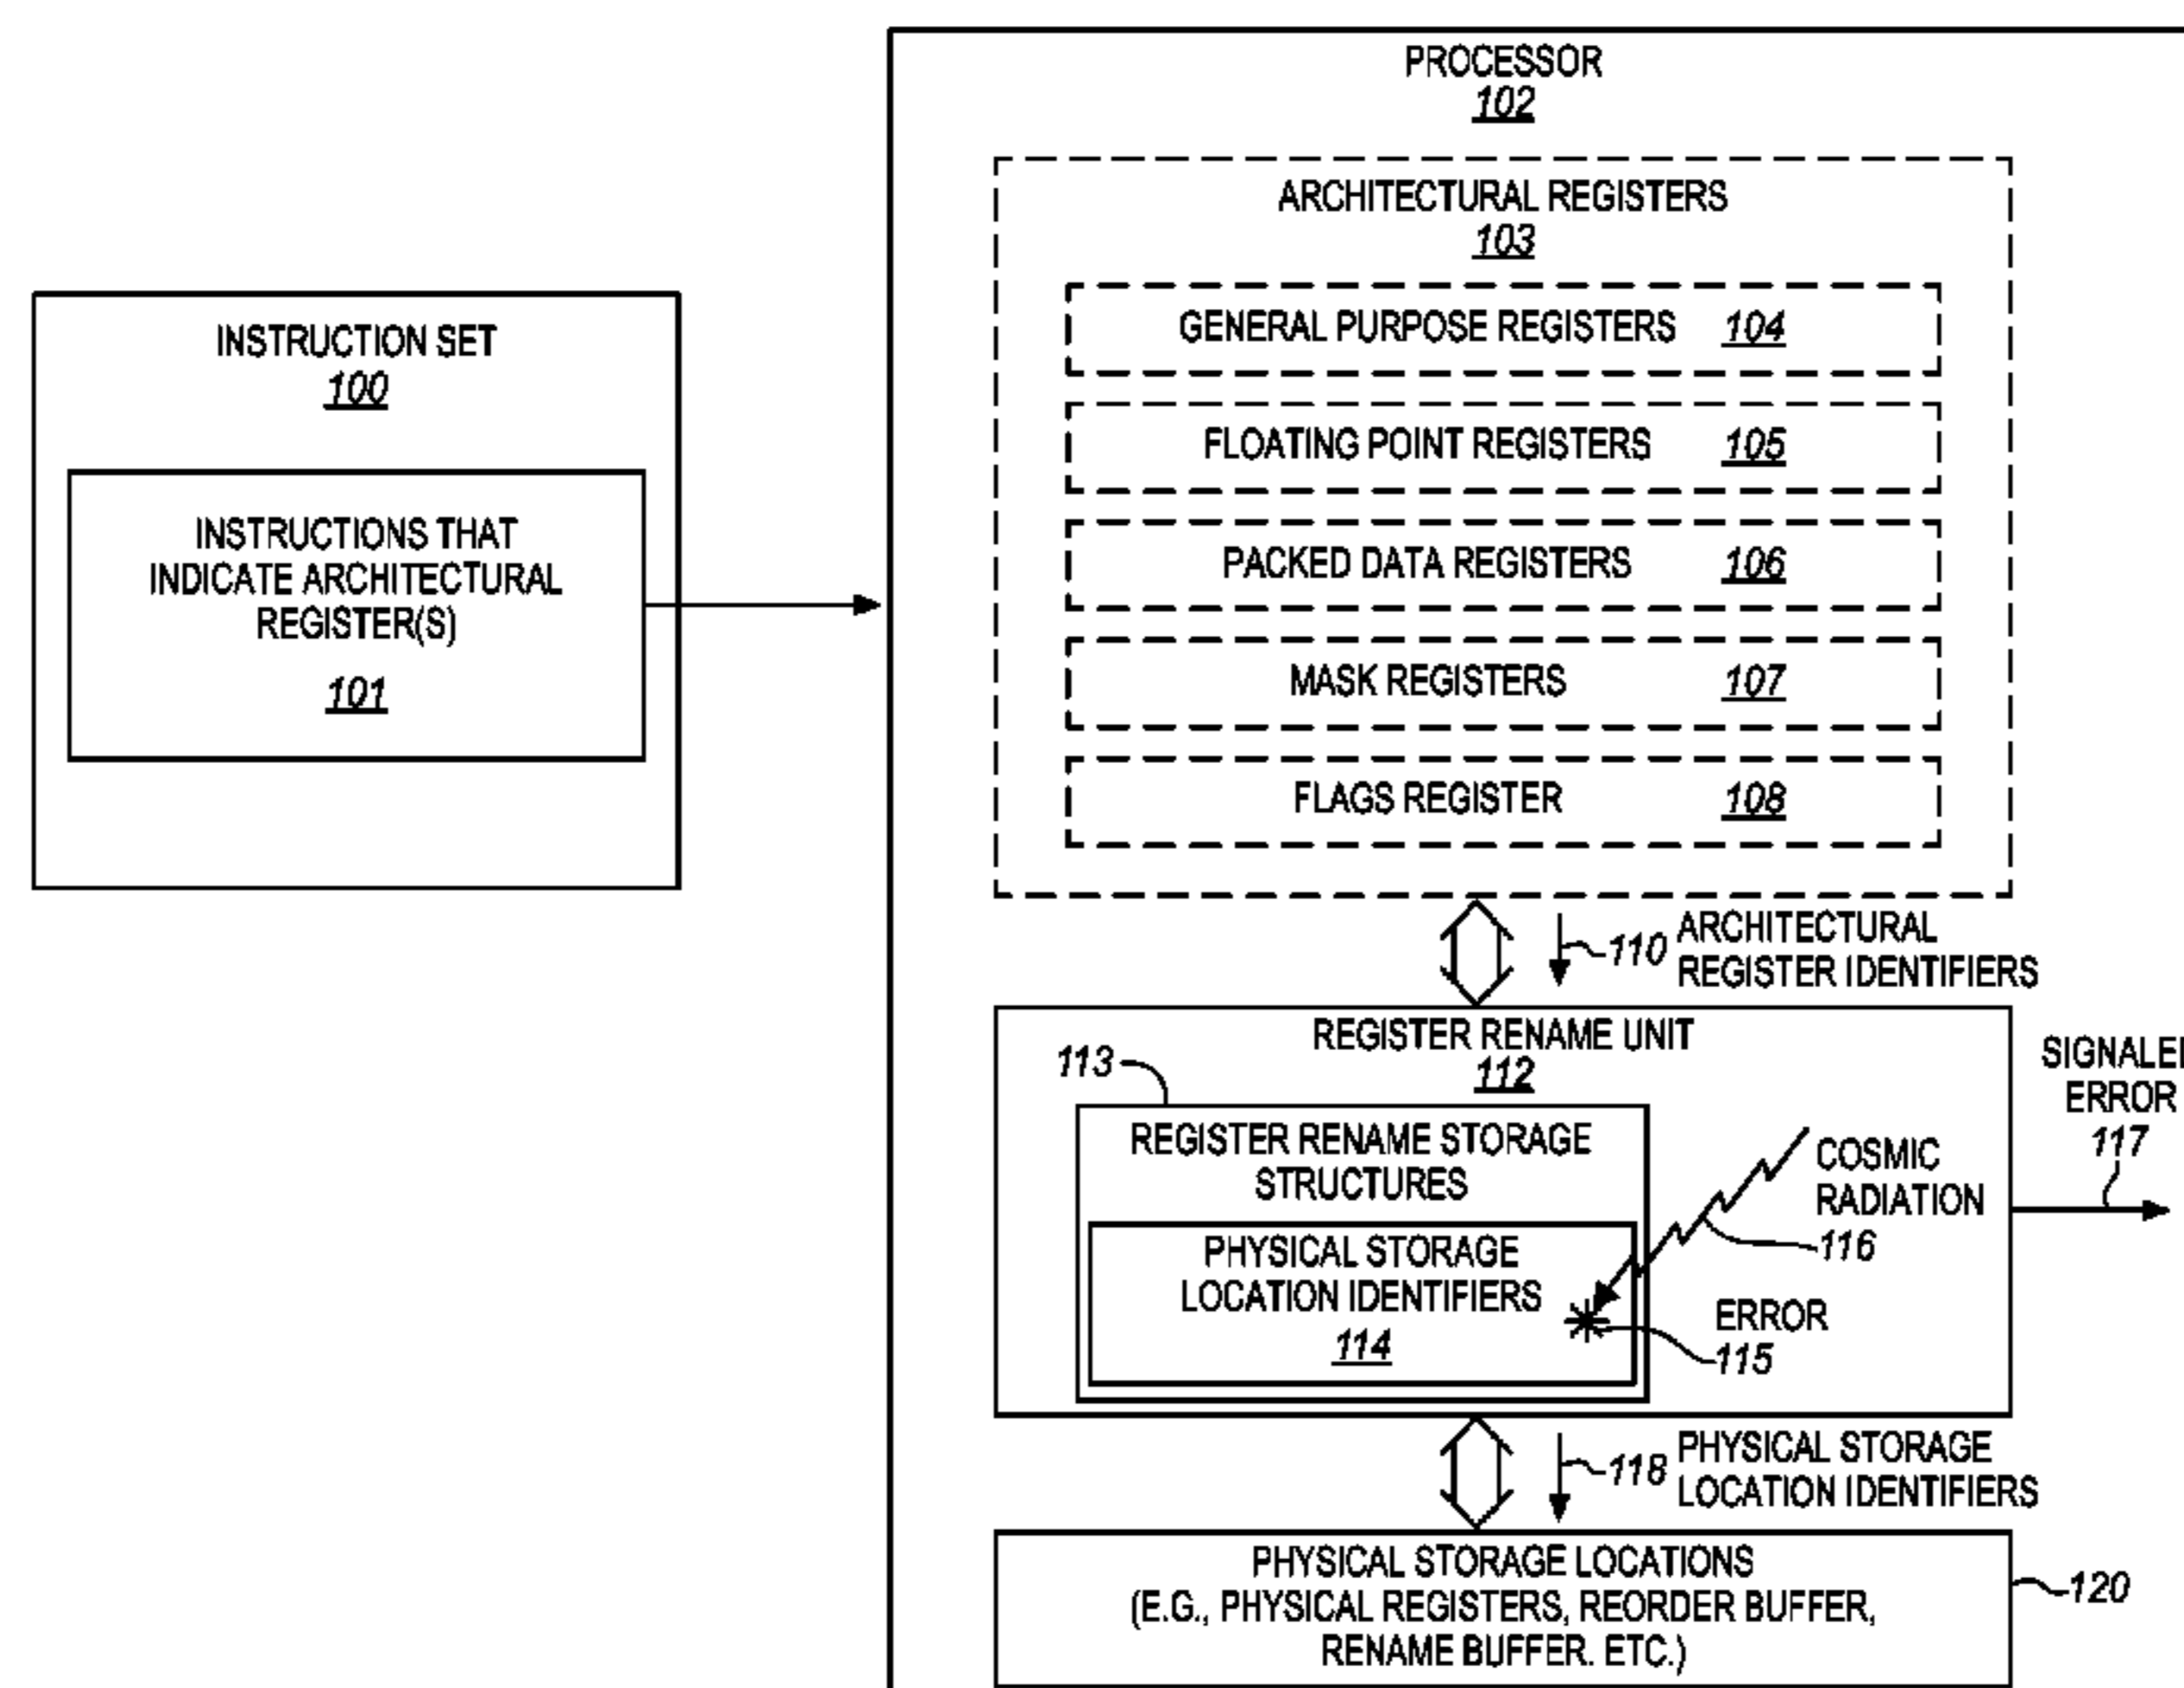 PROCESSOR
102
ARCHITECTURAL REGISTERS
103
INSTRUCTION SET
100
INSTRUCTIONS THAT
INDICATE ARCHITECTURAL
REGISTER(S)
101
GENERAL PURPOSE REGISTERS 104
FLOATING POINT REGISTERS 105
PACKED DATA REGISTERS 106
MASK REGISTERS 107
FLAGS REGISTER 108
110
ARCHITECTURAL
REGISTER IDENTIFIERS
REGISTER RENAME UNIT
112
113
REGISTER RENAME STORAGE
STRUCTURES
PHYSICAL STORAGE
LOCATION IDENTIFIERS
114
COSMIC
RADIATION
116
ERROR
115
ERROR
117
118
PHYSICAL STORAGE
LOCATION IDENTIFIERS
PHYSICAL STORAGE LOCATIONS
(E.G., PHYSICAL REGISTERS, REORDER BUFFER,
RENAME BUFFER. ETC.)
120